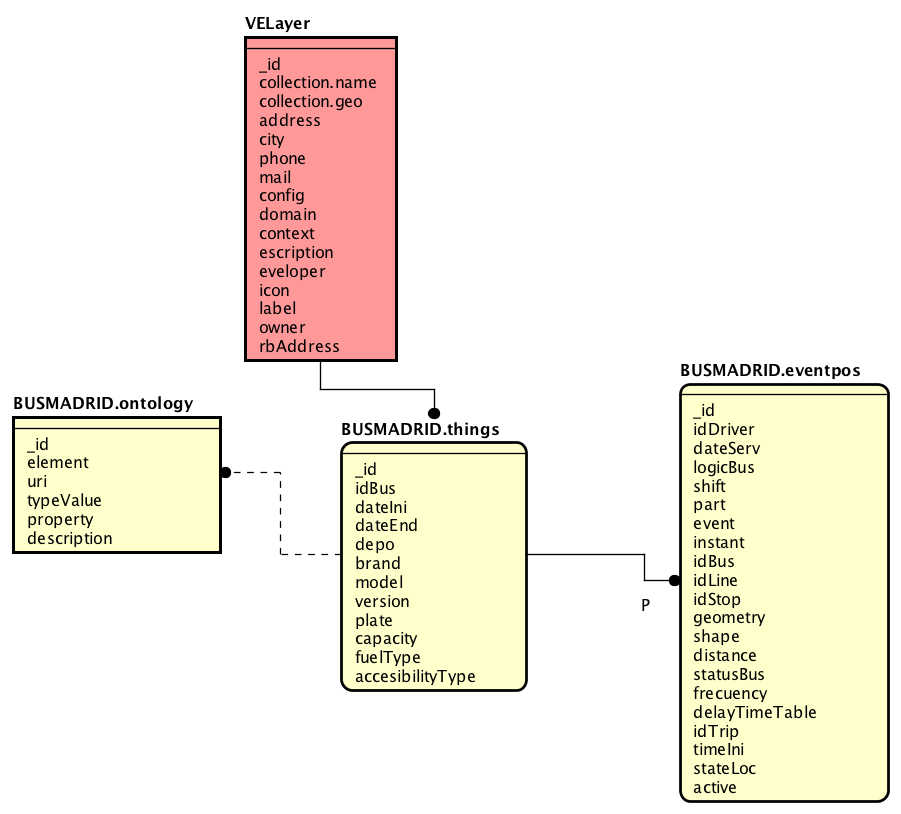 VELayer
_id
collection.name
collection.geo
address
city
phone
mail
config
domain
context
escription
eveloper
icon
label
owner
rbAddress
BUSMADRID.ontology
_id
element
uri
typeValue
property
description
BUSMADRID.things
_id
idBus
dateIni
dateEnd
depo
brand
model
version
plate
capacity
fuelType
accesibilityType
P
BUSMADRID.eventpos
_id
idDriver
dateServ
logicBus
shift
part
event
instant
idBus
idLine
idStop
geometry
shape
distance
statusBus
frecuency
delayTimeTable
idTrip
timeIni
stateLoc
active